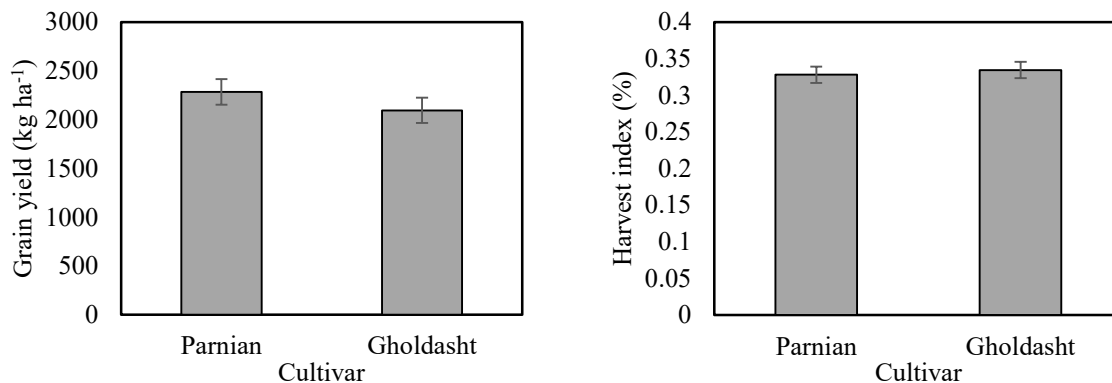 Grain yield (kg ha⁻¹)
3000
2500
2000
1500
1000
500
0
Parnian
Gholdasht
Cultivar
Harvest index (%)
0.4
0.35
0.3
0.25
0.2
0.15
0.1
0.05
0
Parnian
Gholdasht
Cultivar